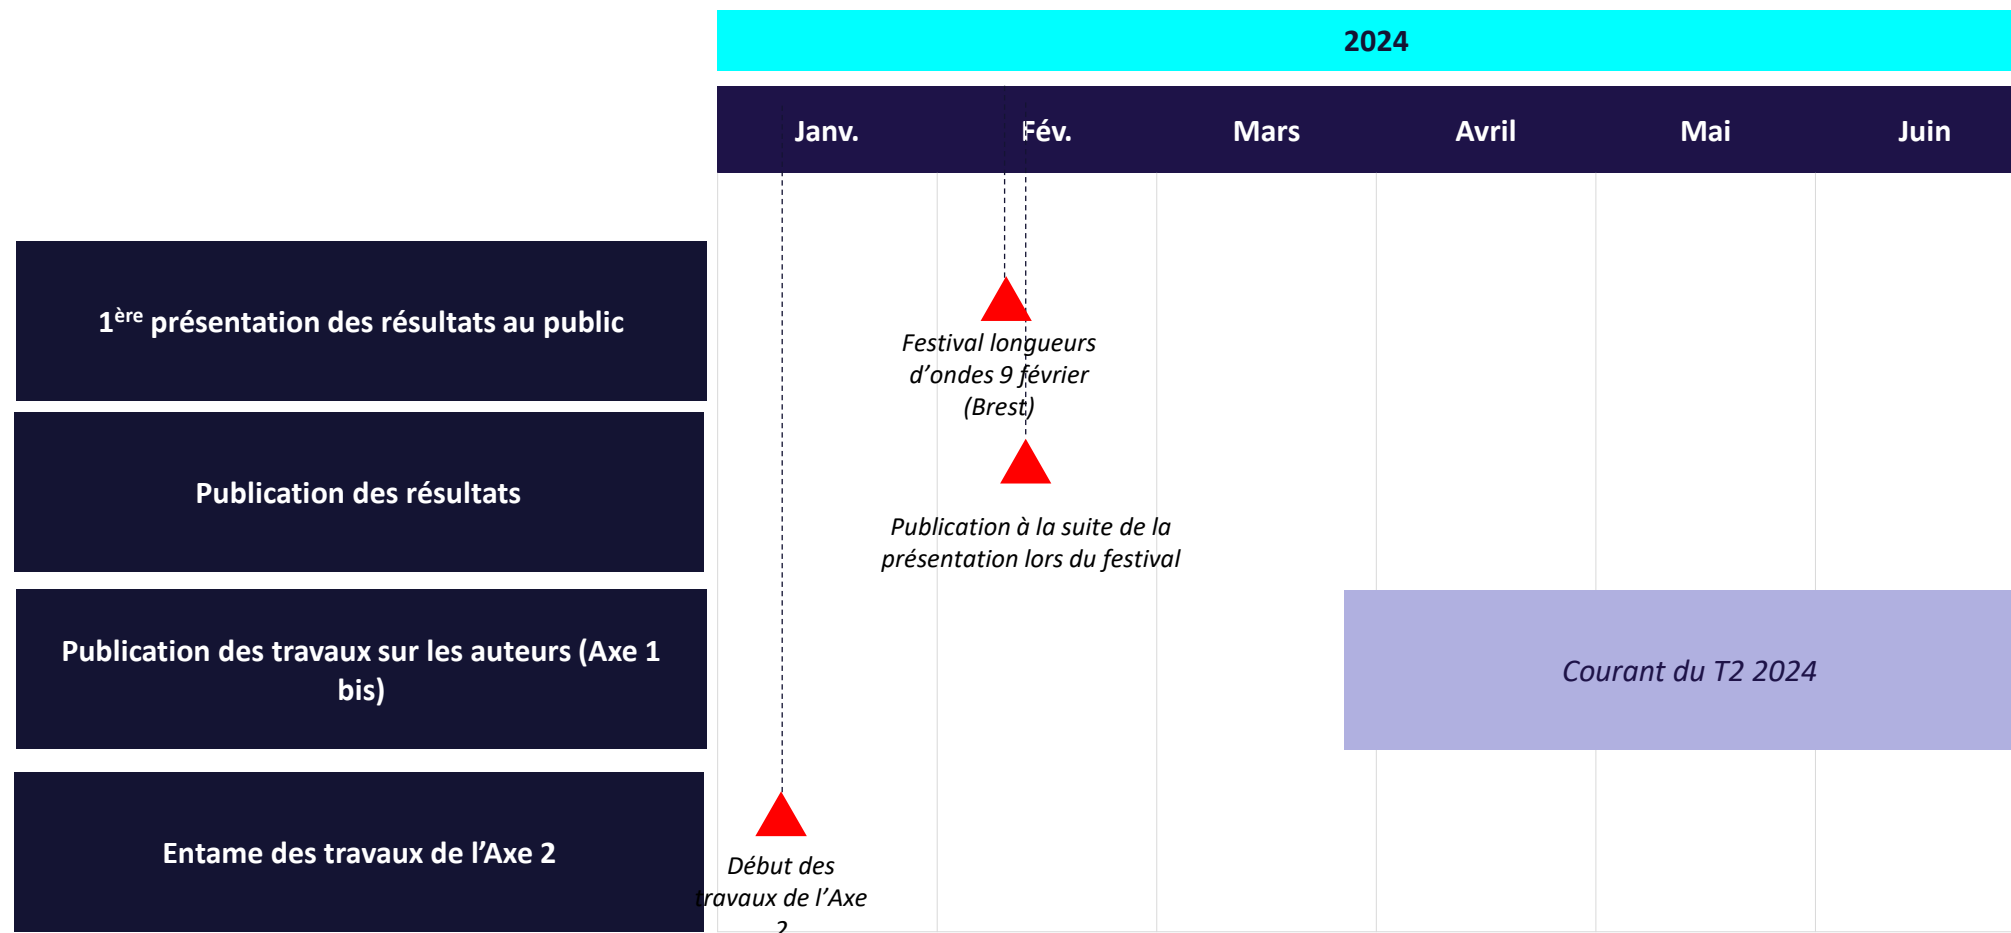 2024
Janv.
Fév.
Mars
Avril
Mai
Juin
1ère présentation des résultats au public
Festival longueurs
d’ondes 9 février
(Brest)
Publication des résultats
Publication à la suite de la
présentation lors du festival
Publication des travaux sur les auteurs (Axe 1
bis)
Courant du T2 2024
Entame des travaux de l’Axe 2
Début des
travaux de l’Axe
2